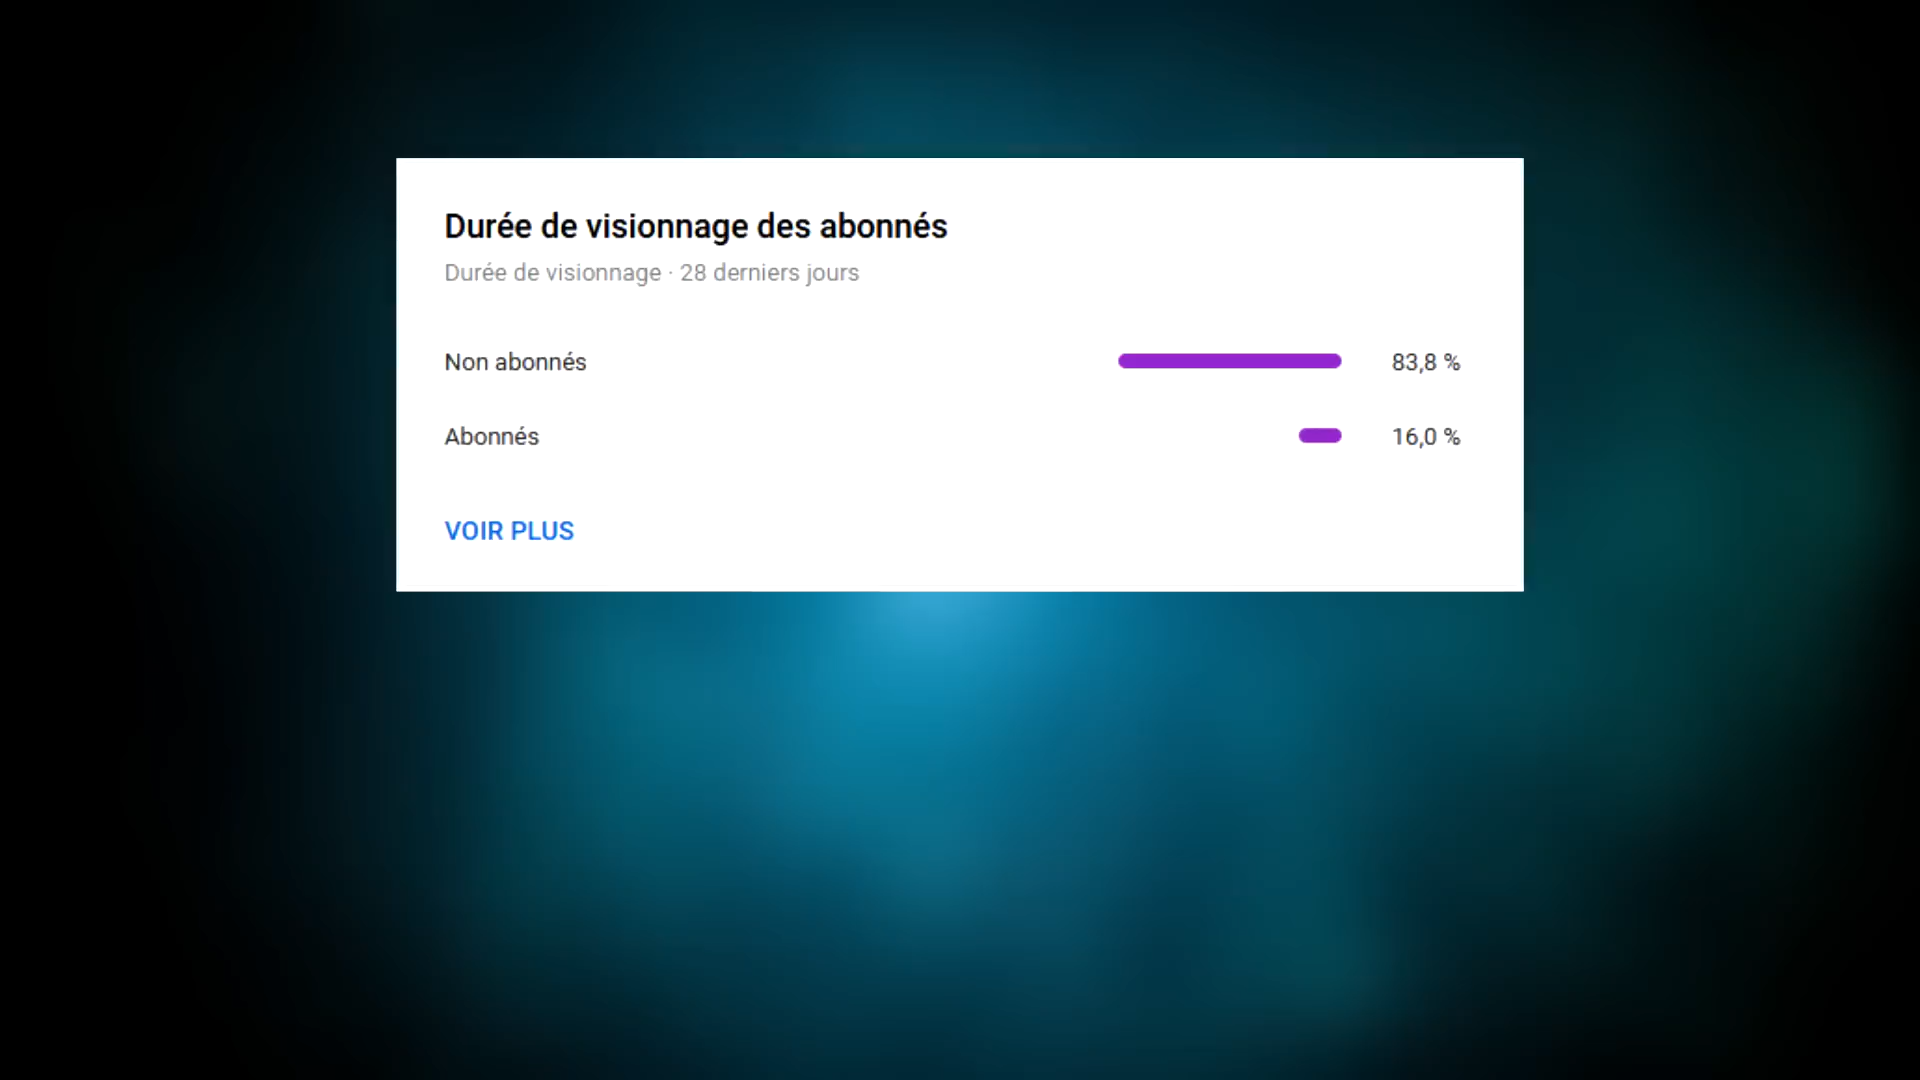 Durée de visionnage des abonnés
Durée de visionnage · 28 derniers jours
Non abonnés 83,8 %
Abonnés 16,0 %
VOIR PLUS